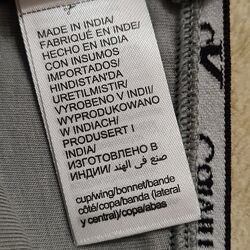 MADE IN INDIA/
FABRIQUÉ EN INDE/
HECHO EN INDIA
CON INSUMOS
IMPORTADOS/
HINDISTAN'DA
ÜRETILMISTIR/
VYROBENO V INDII/
WYPRODUKOWANO
W INDIACH/
PRODUSERT I
INDIA/
ИЗГОТОВЛЕНО В
ИНДИИ/ صنع في الهند
cup/wing/bonnet/bande
côté/copa/banda (lateral
y central)/copa/abas